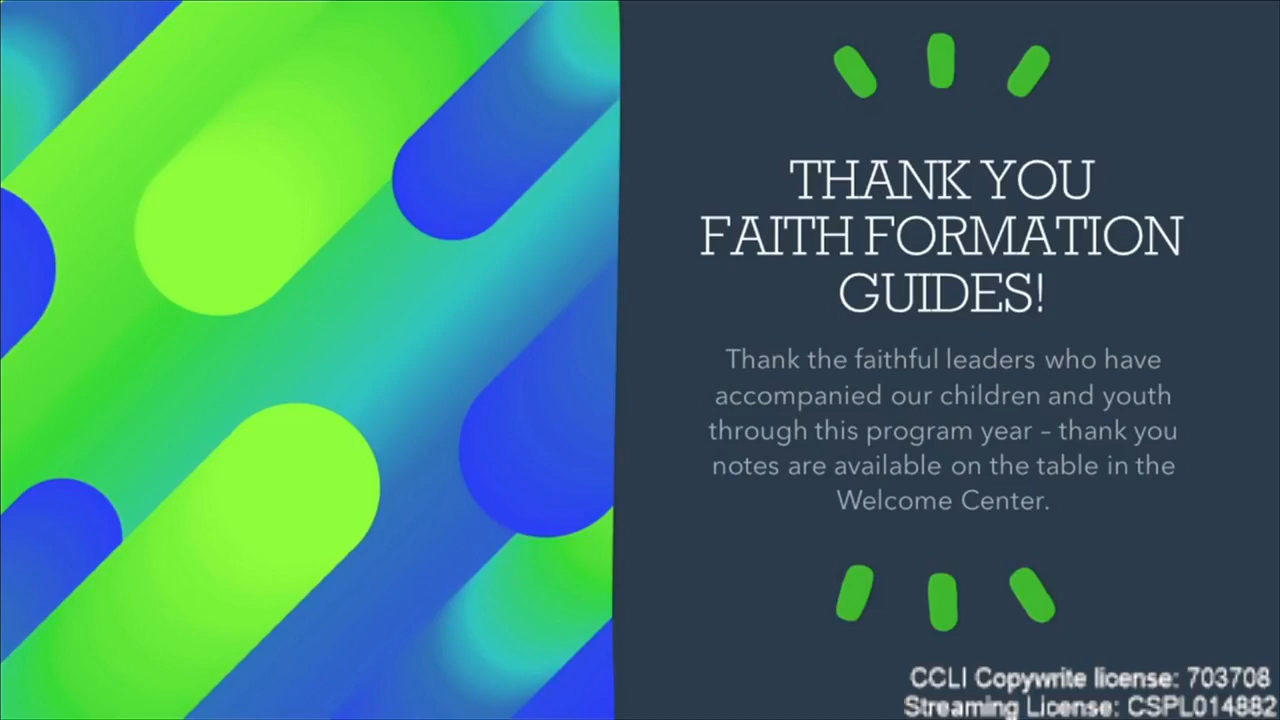 THANK YOU
FAITH FORMATION
GUIDES!
Thank the faithful leaders who have
accompanied our children and youth
through this program year – thank you
notes are available on the table in the
Welcome Center.
CCLI Copywrite license: 703708
Streaming License: CSPL014882